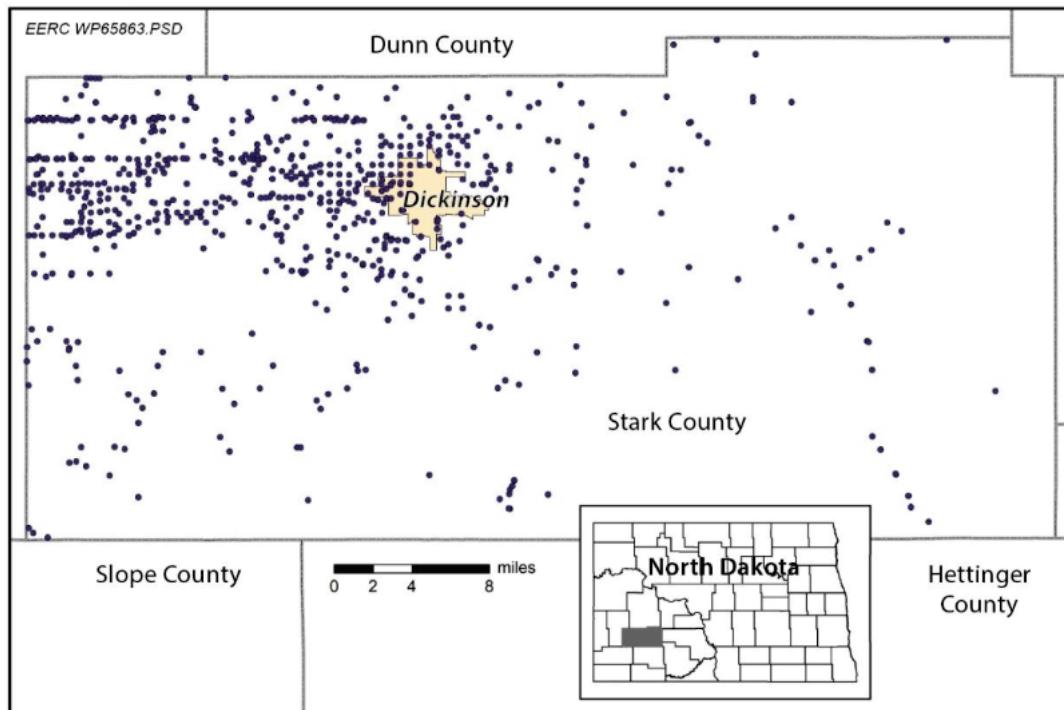 EERC WP65863.PSD
Dunn County
Dickinson
Stark County
Slope County
miles
0 2 4 8
North Dakota
Hettinger
County